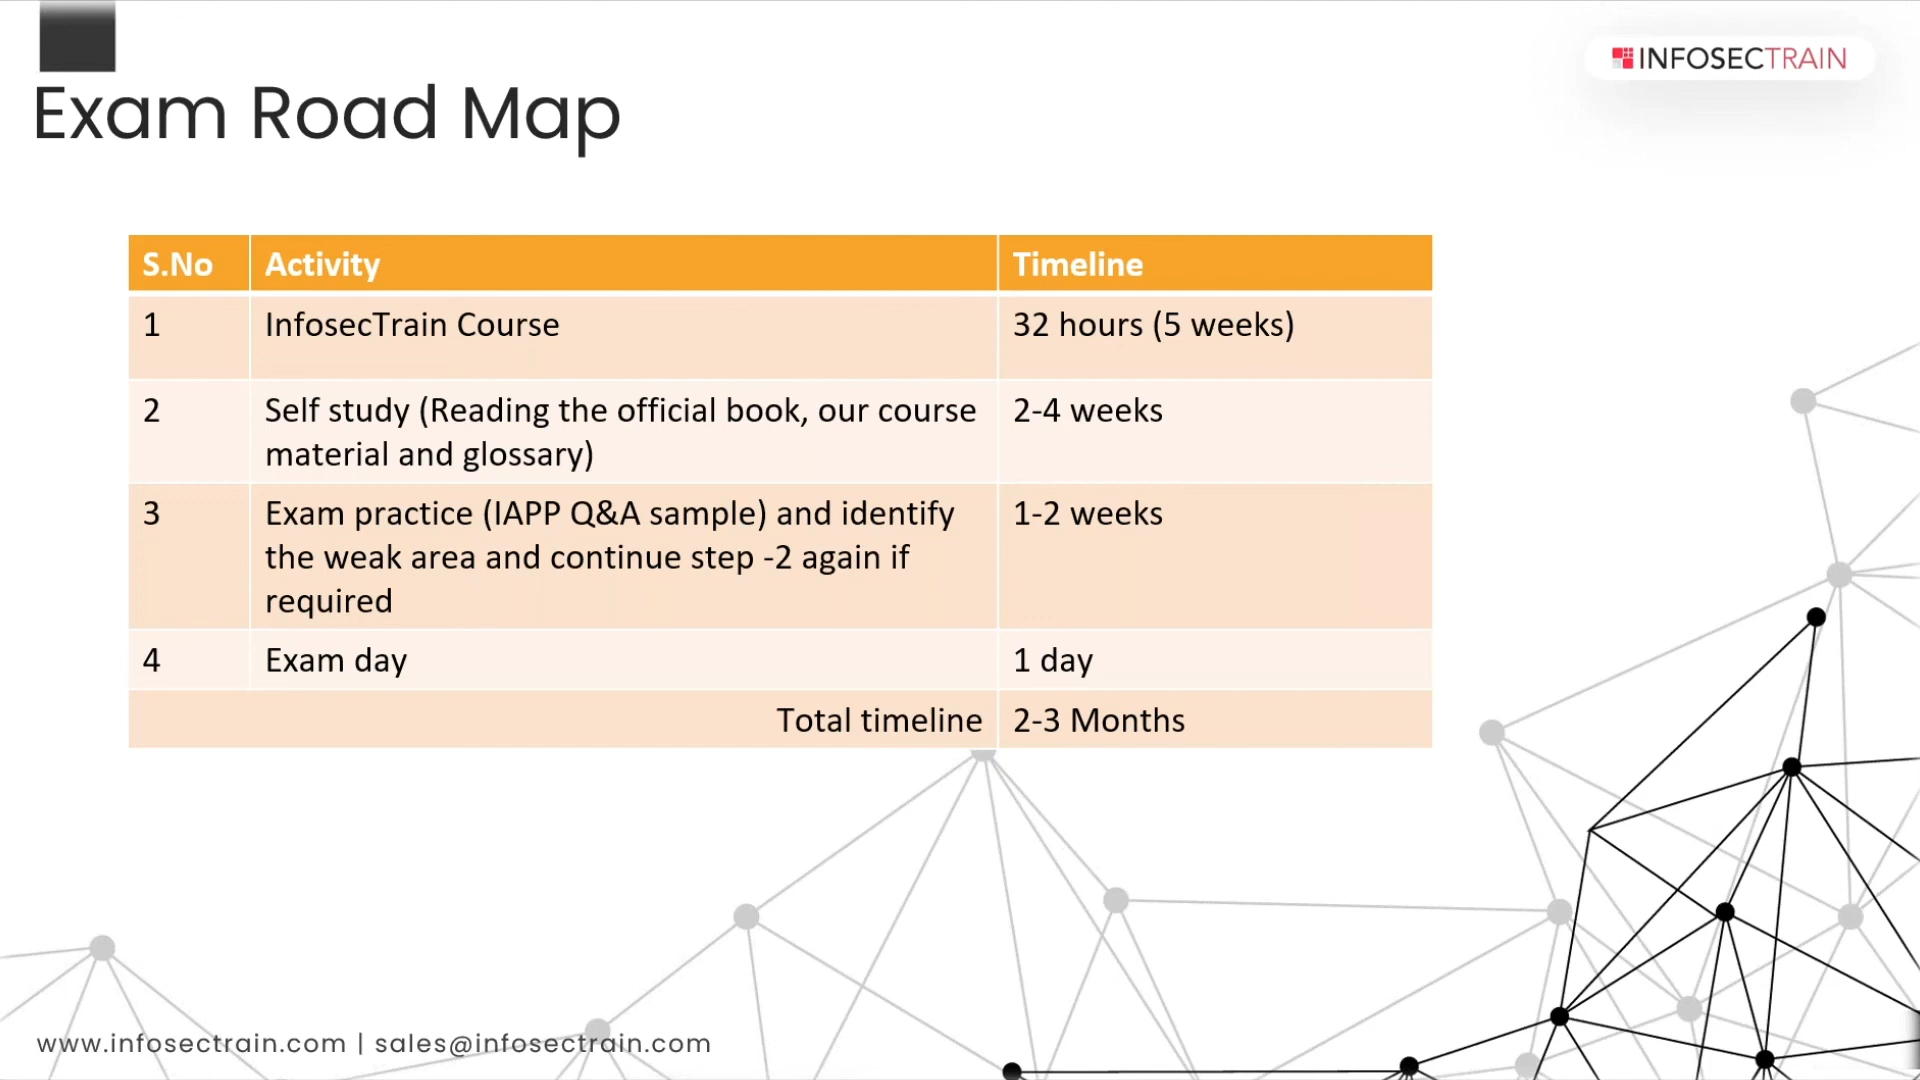 INFOSECTRAIN
Exam Road Map
S.No Activity Timeline
1 InfosecTrain Course 32 hours (5 weeks)
2 Self study (Reading the official book, our course 2-4 weeks
material and glossary)
3 Exam practice (IAPP Q&A sample) and identify 1-2 weeks
the weak area and continue step -2 again if
required
4 Exam day 1 day
Total timeline 2-3 Months
www.infosectrain.com | sales@infosectrain.com